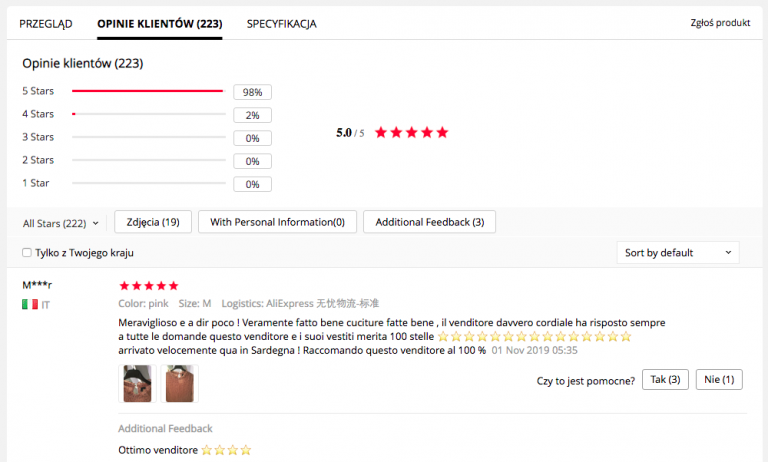 PRZEGLĄD OPINIE KLIENTÓW (223) SPECYFIKACJA Zgłoś produkt
Opinie klientów (223)
5 Stars 98%
4 Stars 2%
3 Stars 0%
2 Stars 0%
1 Star 0%
5.0 / 5
All Stars (222) Zdjęcia (19) With Personal Information(0) Additional Feedback (3)
Tylko z Twojego kraju Sort by default
M***r
IT
Color: pink Size: M Logistics: AliExpress 无忧物流-标准
Meraviglioso e a dir poco ! Veramente fatto bene cuciture fatte bene , il venditore davvero cordiale ha risposto sempre
a tutte le domande questo venditore e i suoi vestiti merita 100 stelle ⭐⭐⭐⭐⭐⭐⭐⭐⭐⭐⭐⭐⭐⭐
arrivato velocemente qua in Sardegna ! Raccomando questo venditore al 100 % 01 Nov 2019 05:35
Czy to jest pomocne? Tak (3) Nie (1)
Additional Feedback
Ottimo venditore ⭐⭐⭐⭐